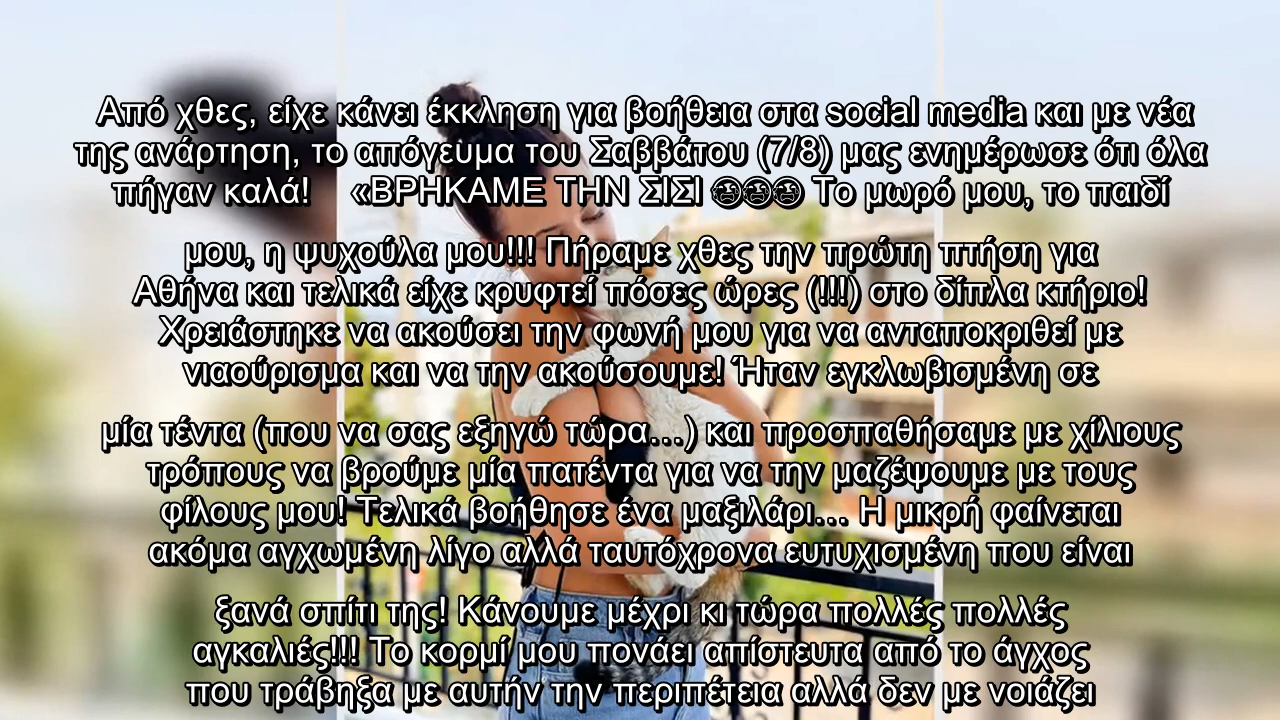 Από χθες, είχε κάνει έκκληση για βοήθεια στα social media και με νέα
της ανάρτηση, το απόγευμα του Σαββάτου (7/8) μας ενημέρωσε ότι όλα
πήγαν καλά! «ΒΡΗΚΑΜΕ ΤΗΝ ΣΙΣΙ 😭😭😭 Το μωρό μου, το παιδί
μου, η ψυχούλα μου!!! Πήραμε χθες την πρώτη πτήση για
Αθήνα και τελικά είχε κρυφτεί πόσες ώρες (!!!) στο δίπλα κτήριο!
Χρειάστηκε να ακούσει την φωνή μου για να ανταποκριθεί με
νιαούρισμα και να την ακούσουμε! Ήταν εγκλωβισμένη σε
μία τέντα (που να σας εξηγώ τώρα...) και προσπαθήσαμε με χίλιους
τρόπους να βρούμε μία πατέντα για να την μαζέψουμε με τους
φίλους μου! Τελικά βοήθησε ένα μαξιλάρι... Η μικρή φαίνεται
ακόμα αγχωμένη λίγο αλλά ταυτόχρονα ευτυχισμένη που είναι
ξανά σπίτι της! Κάνουμε μέχρι κι τώρα πολλές πολλές
αγκαλιές!!! Το κορμί μου πονάει απίστευτα από το άγχος
που τράβηξα με αυτήν την περιπέτεια αλλά δεν με νοιάζει